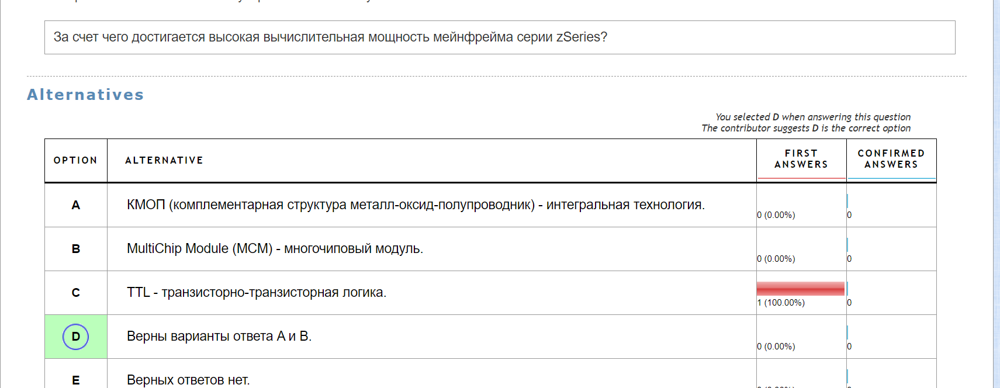 За счет чего достигается высокая вычислительная мощность мейнфрейма серии zSeries?
Alternatives
You selected D when answering this question
The contributor suggests D is the correct option
OPTION ALTERNATIVE FIRST ANSWERS CONFIRMED ANSWERS
A КМОП (комплементарная структура металл-оксид-полупроводник) - интегральная технология. 0 (0.00%) 0
B MultiChip Module (MCM) - многочиповый модуль. 0 (0.00%) 0
C TTL - транзисторно-транзисторная логика. 1 (100.00%) 0
D Верны варианты ответа А и В. 0 (0.00%) 0
E Верных ответов нет.